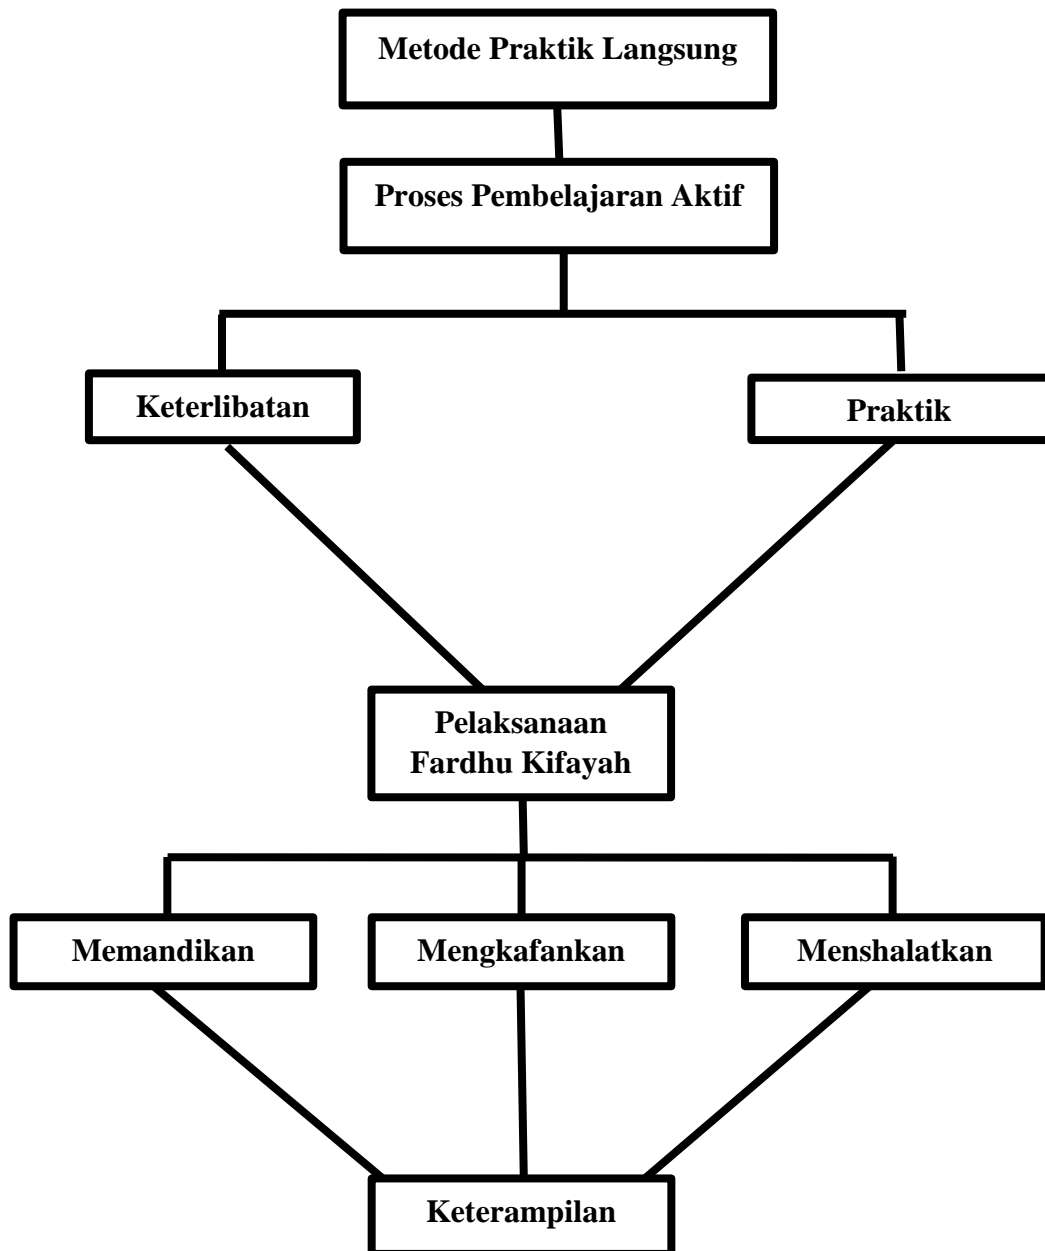 Metode Praktik Langsung
Proses Pembelajaran Aktif
Keterlibatan
Praktik
Pelaksanaan
Fardhu Kifayah
Memandikan
Mengkafankan
Menshalatkan
Keterampilan